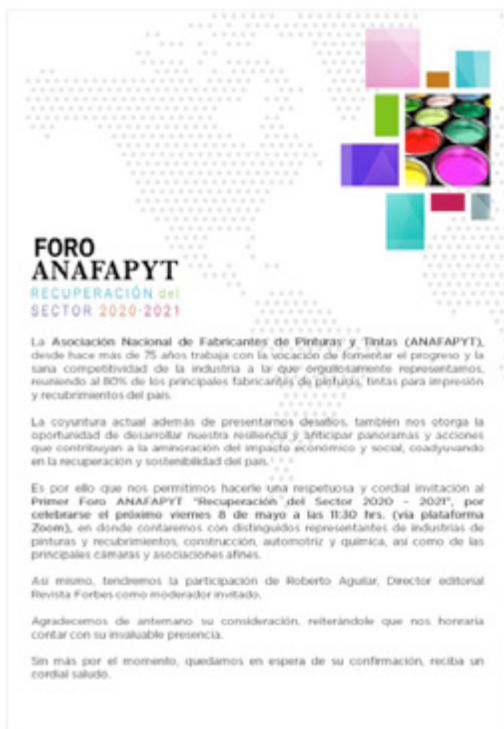 FORO
ANAFAPYT
RECUPERACIÓN del
SECTOR 2020-2021
La Asociación Nacional de Fabricantes de Pinturas y Tintas (ANAFAPYT),
desde hace más de 75 años trabaja con la vocación de fomentar el progreso y la
sana competitividad de la industria a la que orgullosamente representamos,
reuniendo al 80% de los principales fabricantes de pinturas, tintas para impresión
y recubrimientos del país.
La coyuntura actual además de presentarnos desafíos, también nos otorga la
oportunidad de desarrollar nuestra resiliencia y anticipar panoramas y acciones
que contribuyan a la aminoración del impacto económico y social, coadyuvando
en la recuperación y sostenibilidad del país.
Es por ello que nos permitimos hacerle una respetuosa y cordial invitación al
Primer Foro ANAFAPYT "Recuperación del Sector 2020 - 2021", por
celebrarse el próximo viernes 8 de mayo a las 11:30 hrs. (vía plataforma
Zoom), en donde contaremos con distinguidos representantes de industrias de
pinturas y recubrimientos, construcción, automotriz y química, así como de las
principales cámaras y asociaciones afines.
Así mismo, tendremos la participación de Roberto Aguilar, Director editorial
Revista Forbes como moderador invitado.
Agradecemos de antemano su consideración, reiterándole que nos honraría
contar con su invaluable presencia.
Sin más por el momento, quedamos en espera de su confirmación, reciba un
cordial saludo.